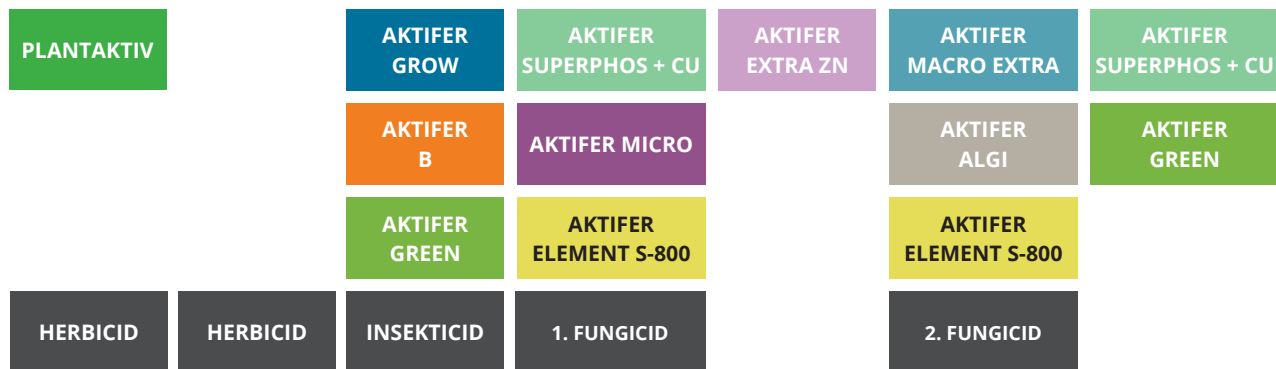 PLANTAKTIV
AKTIFER
GROW
AKTIFER
SUPERPHOS + CU
AKTIFER
EXTRA ZN
AKTIFER
MACRO EXTRA
AKTIFER
SUPERPHOS + CU
AKTIFER
B
AKTIFER MICRO
AKTIFER
ALGI
AKTIFER
GREEN
AKTIFER
GREEN
AKTIFER
ELEMENT S-800
AKTIFER
ELEMENT S-800
HERBICID
HERBICID
INSEKTICID
1. FUNGICID
2. FUNGICID